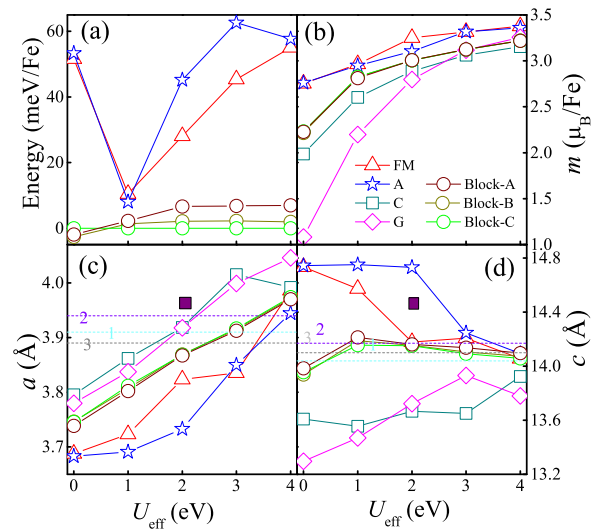 (a)
(b)
Energy (meV/Fe)
60
40
20
0
3.5
3.0
2.5
2.0
1.5
1.0
m (μB/Fe)
FM
A
C
G
Block-A
Block-B
Block-C
(c)
(d)
a (Å)
4.0
3.9
3.8
3.7
2
1
3
2
1
3
14.8
14.4
14.0
13.6
13.2
c (Å)
0 1 2 3 4
0 1 2 3 4
Ueff (eV)
Ueff (eV)